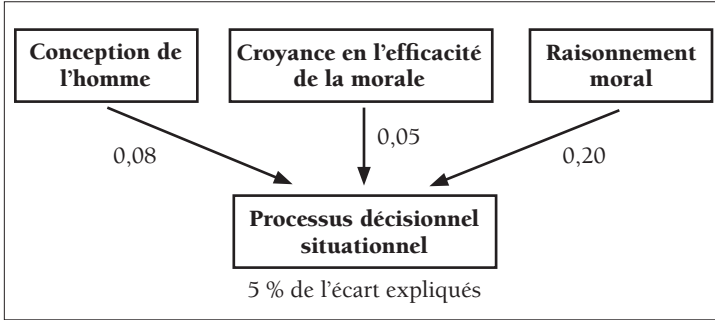 Conception de
l'homme
Croyance en l'efficacité
de la morale
Raisonnement
moral
0,08
0,05
0,20
Processus décisionnel
situationnel
5 % de l'écart expliqués